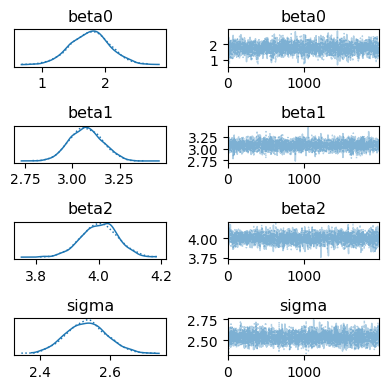 beta0 beta0
2
1
1 2 0 1000
beta1 beta1
3.25
3.00
2.75
2.75 3.00 3.25 0 1000
beta2 beta2
4.00
3.75
3.8 4.0 4.2 0 1000
sigma sigma
2.75
2.50
2.4 2.6 0 1000